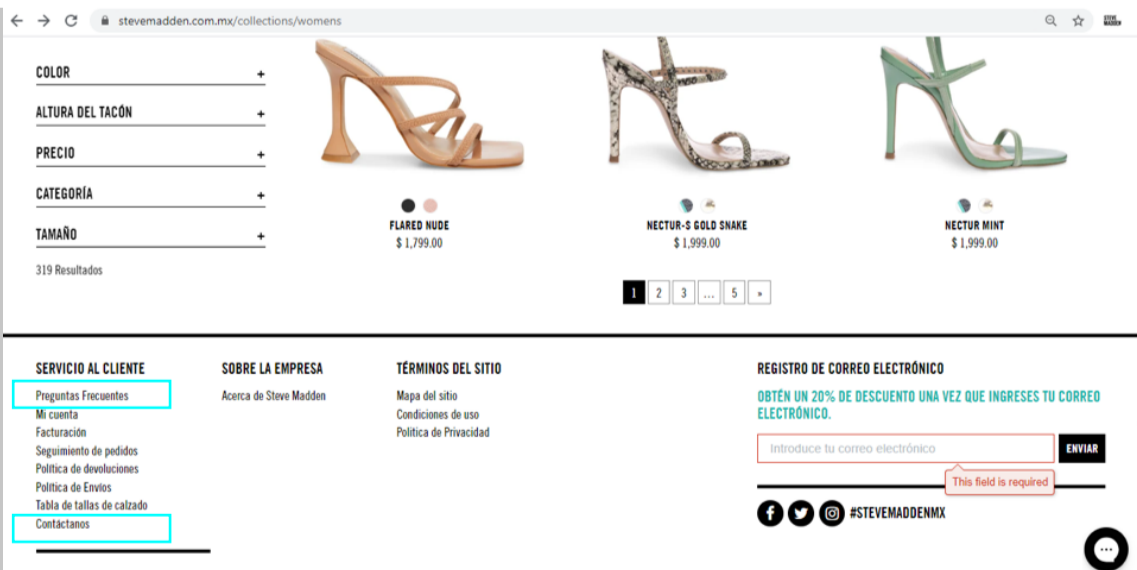 stevemadden.com.mx/collections/womens
STEVE
MADDEN
COLOR +
ALTURA DEL TACÓN +
PRECIO +
CATEGORÍA +
TAMAÑO +
319 Resultados
FLARED NUDE
$ 1,799.00
NECTUR-S GOLD SNAKE
$ 1,999.00
NECTUR MINT
$ 1,999.00
1 2 3 ... 5 »
SERVICIO AL CLIENTE
Preguntas Frecuentes
Mi cuenta
Facturación
Seguimiento de pedidos
Política de devoluciones
Política de Envíos
Tabla de tallas de calzado
Contáctanos
SOBRE LA EMPRESA
Acerca de Steve Madden
TÉRMINOS DEL SITIO
Mapa del sitio
Condiciones de uso
Política de Privacidad
REGISTRO DE CORREO ELECTRÓNICO
OBTÉN UN 20% DE DESCUENTO UNA VEZ QUE INGRESES TU CORREO
ELECTRÓNICO.
Introduce tu correo electrónico
ENVIAR
This field is required
#STEVEMADDENMX